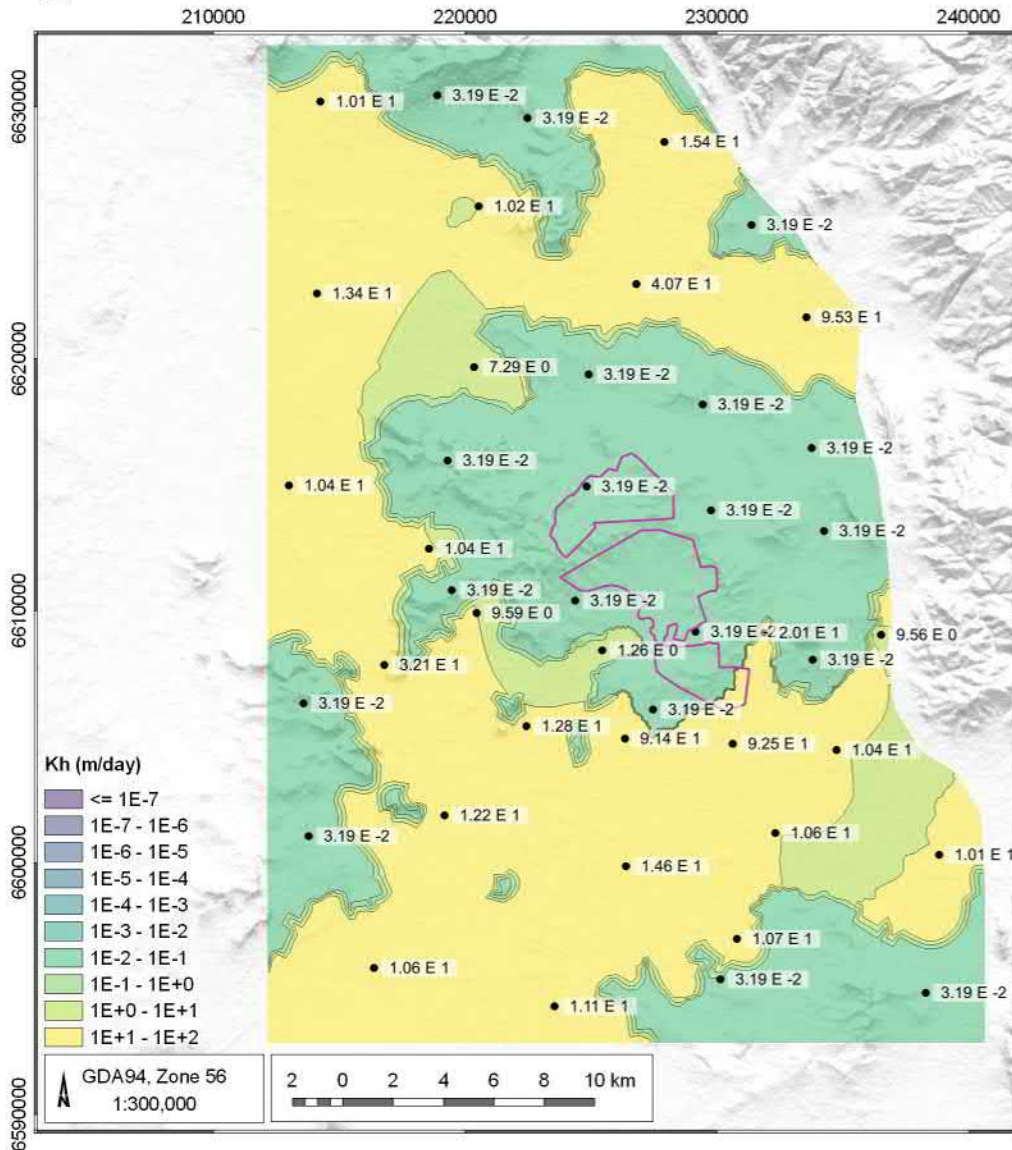 210000 220000 230000 240000
6630000
6620000
6610000
6600000
6590000
3.19 E -2
1.01 E 1
3.19 E -2
1.54 E 1
1.02 E 1
3.19 E -2
4.07 E 1
1.34 E 1
9.53 E 1
7.29 E 0
3.19 E -2
3.19 E -2
3.19 E -2
3.19 E -2
1.04 E 1
3.19 E -2
3.19 E -2
3.19 E -2
1.04 E 1
3.19 E -2
3.19 E -2
9.59 E 0
3.19 E -2
2.01 E 1
9.56 E 0
1.26 E 0
3.19 E -2
3.21 E 1
3.19 E -2
3.19 E -2
1.28 E 1
9.14 E 1
9.25 E 1
1.04 E 1
1.22 E 1
3.19 E -2
1.06 E 1
1.46 E 1
1.01 E 1
1.07 E 1
1.06 E 1
3.19 E -2
3.19 E -2
1.11 E 1
Kh (m/day)
<= 1E-7
1E-7 - 1E-6
1E-6 - 1E-5
1E-5 - 1E-4
1E-4 - 1E-3
1E-3 - 1E-2
1E-2 - 1E-1
1E-1 - 1E+0
1E+0 - 1E+1
1E+1 - 1E+2
N
GDA94, Zone 56
1:300,000
2 0 2 4 6 8 10 km